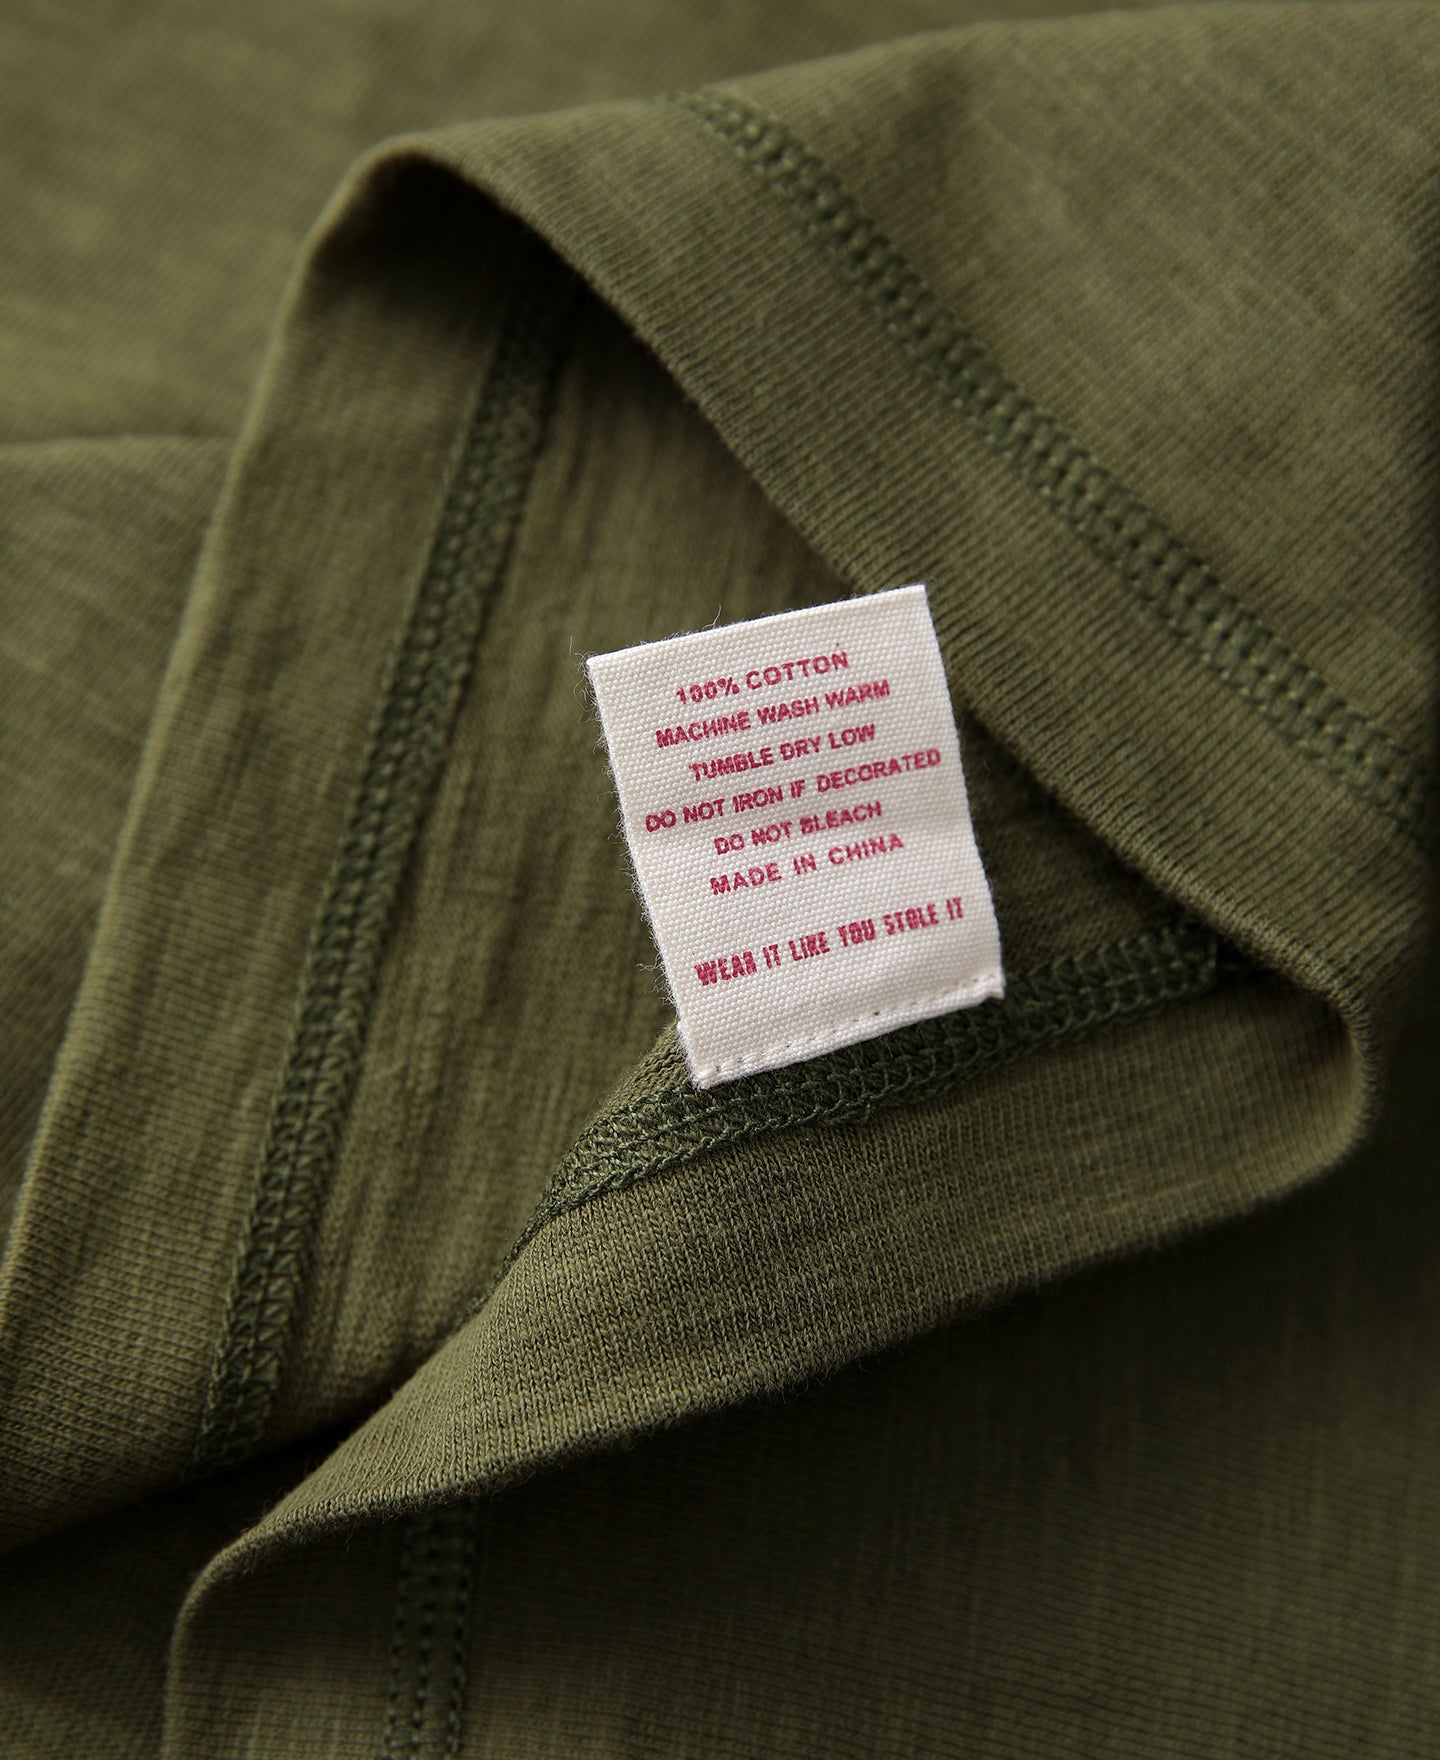 100% COTTON
MACHINE WASH WARM
TUMBLE DRY LOW
DO NOT IRON IF DECORATED
DO NOT BLEACH
MADE IN CHINA
WEAR IT LIKE YOU STOLE IT